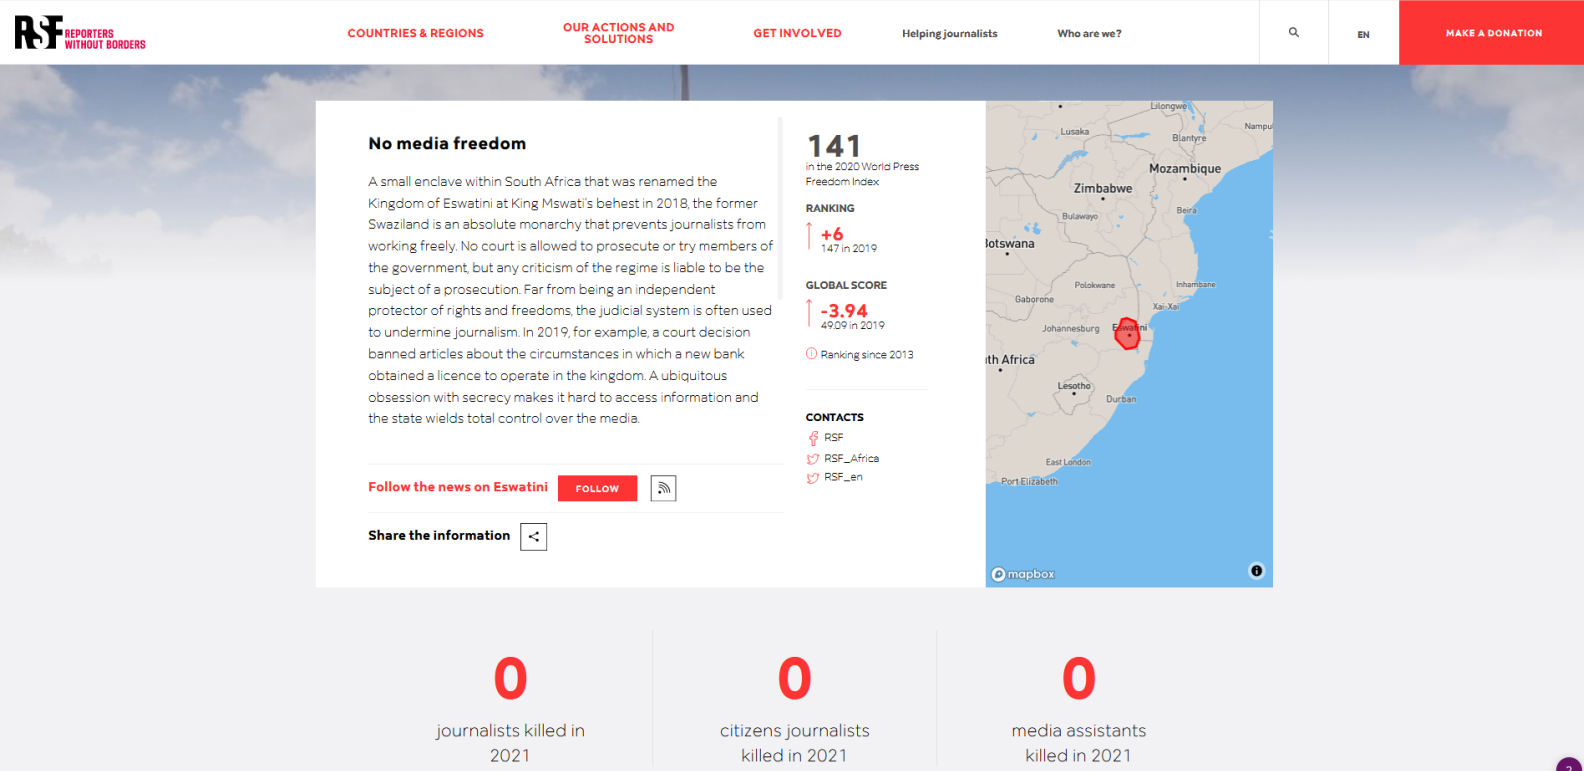 RSF REPORTERS
WITHOUT BORDERS
COUNTRIES & REGIONS
OUR ACTIONS AND
SOLUTIONS
GET INVOLVED
Helping journalists
Who are we?
EN
MAKE A DONATION
No media freedom
A small enclave within South Africa that was renamed the
Kingdom of Eswatini at King Mswati's behest in 2018, the former
Swaziland is an absolute monarchy that prevents journalists from
working freely. No court is allowed to prosecute or try members of
the government, but any criticism of the regime is liable to be the
subject of a prosecution. Far from being an independent
protector of rights and freedoms, the judicial system is often used
to undermine journalism. In 2019, for example, a court decision
banned articles about the circumstances in which a new bank
obtained a licence to operate in the kingdom. A ubiquitous
obsession with secrecy makes it hard to access information and
the state wields total control over the media.
Follow the news on Eswatini
FOLLOW
Share the information
141
in the 2020 World Press
Freedom Index
RANKING
+6
147 in 2019
GLOBAL SCORE
-3.94
49.09 in 2019
Ranking since 2013
CONTACTS
RSF
RSF_Africa
RSF_en
Lilongwe
Lusaka
Nampul
Blantyre
Mozambique
Zimbabwe
Beira
Bulawayo
Botswana
Polokwane
Inhambane
Gaborone
Xai-Xai
Johannesburg
Eswatini
uth Africa
Lesotho
Durban
East London
Port Elizabeth
mapbox
0
journalists killed in
2021
0
citizens journalists
killed in 2021
0
media assistants
killed in 2021